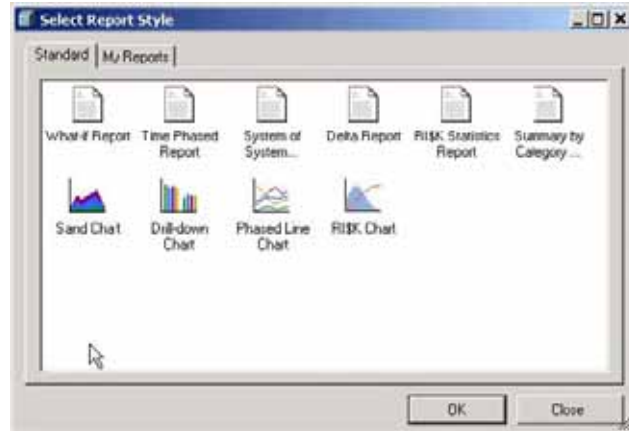 Select Report Style
Standard
My Reports
What-if Report
Time Phased
Report
System of
System...
Delta Report
RI$K Statistics
Report
Summary by
Category ...
Sand Chart
Drill-down
Chart
Phased Line
Chart
RI$K Chart
OK
Close